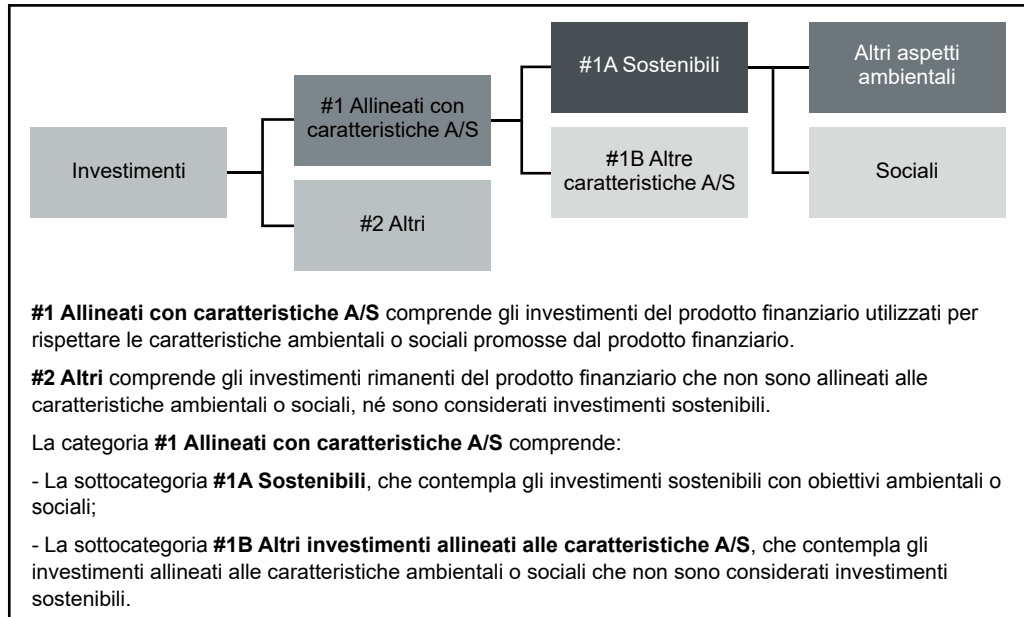 #1A Sostenibili
Altri aspetti
ambientali
#1 Allineati con
caratteristiche A/S
Investimenti
#1B Altre
caratteristiche A/S
Sociali
#2 Altri
#1 Allineati con caratteristiche A/S comprende gli investimenti del prodotto finanziario utilizzati per
rispettare le caratteristiche ambientali o sociali promosse dal prodotto finanziario.
#2 Altri comprende gli investimenti rimanenti del prodotto finanziario che non sono allineati alle
caratteristiche ambientali o sociali, né sono considerati investimenti sostenibili.
La categoria #1 Allineati con caratteristiche A/S comprende:
- La sottocategoria #1A Sostenibili, che contempla gli investimenti sostenibili con obiettivi ambientali o
sociali;
- La sottocategoria #1B Altri investimenti allineati alle caratteristiche A/S, che contempla gli
investimenti allineati alle caratteristiche ambientali o sociali che non sono considerati investimenti
sostenibili.